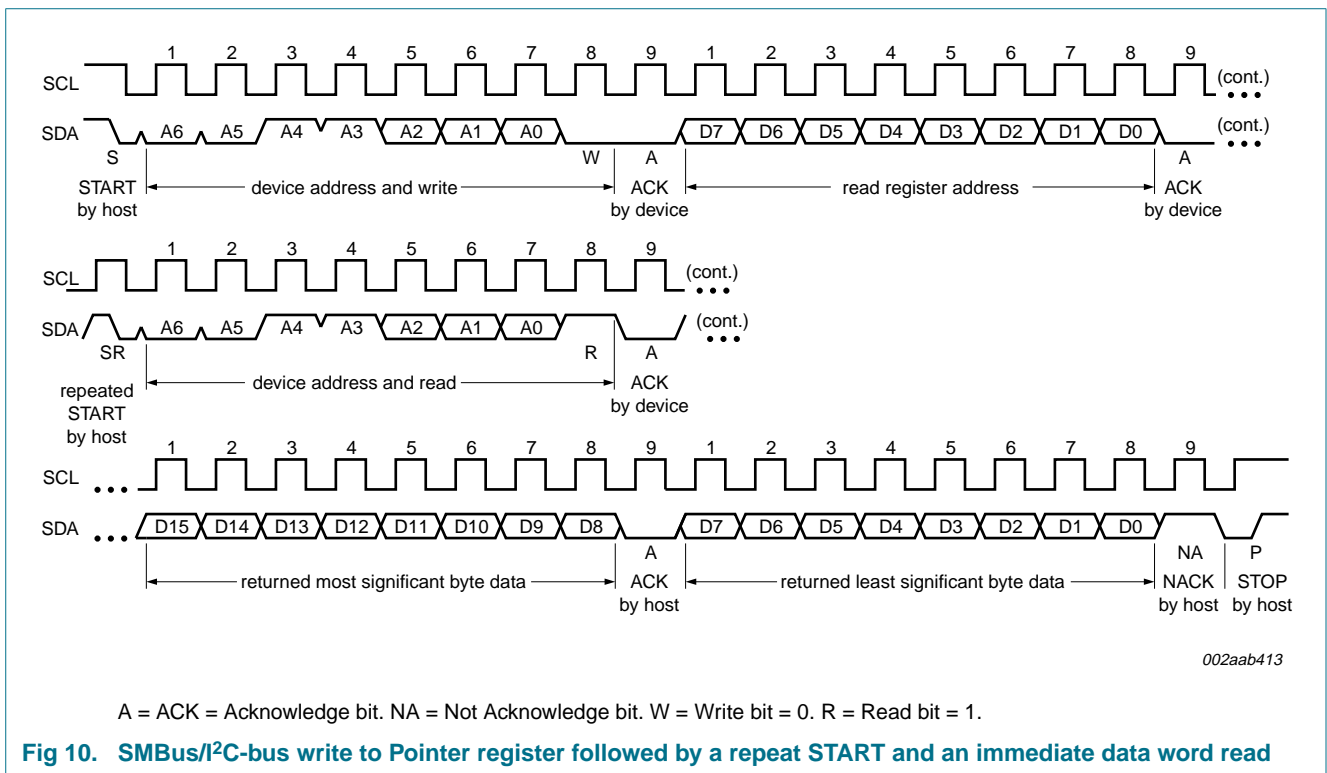 1 2 3 4 5 6 7 8 9 1 2 3 4 5 6 7 8 9
SCL (cont.)
SDA A6 A5 A4 A3 A2 A1 A0 D7 D6 D5 D4 D3 D2 D1 D0 (cont.)
S W A A
START by host device address and write ACK by device read register address ACK by device
1 2 3 4 5 6 7 8 9
SCL (cont.)
SDA A6 A5 A4 A3 A2 A1 A0 (cont.)
SR R A
repeated START by host device address and read ACK by device
1 2 3 4 5 6 7 8 9 1 2 3 4 5 6 7 8 9
SCL
SDA D15 D14 D13 D12 D11 D10 D9 D8 D7 D6 D5 D4 D3 D2 D1 D0
A NA P
returned most significant byte data ACK by host returned least significant byte data NACK by host STOP by host
002aab413
A = ACK = Acknowledge bit. NA = Not Acknowledge bit. W = Write bit = 0. R = Read bit = 1.
Fig 10. SMBus/I²C-bus write to Pointer register followed by a repeat START and an immediate data word read